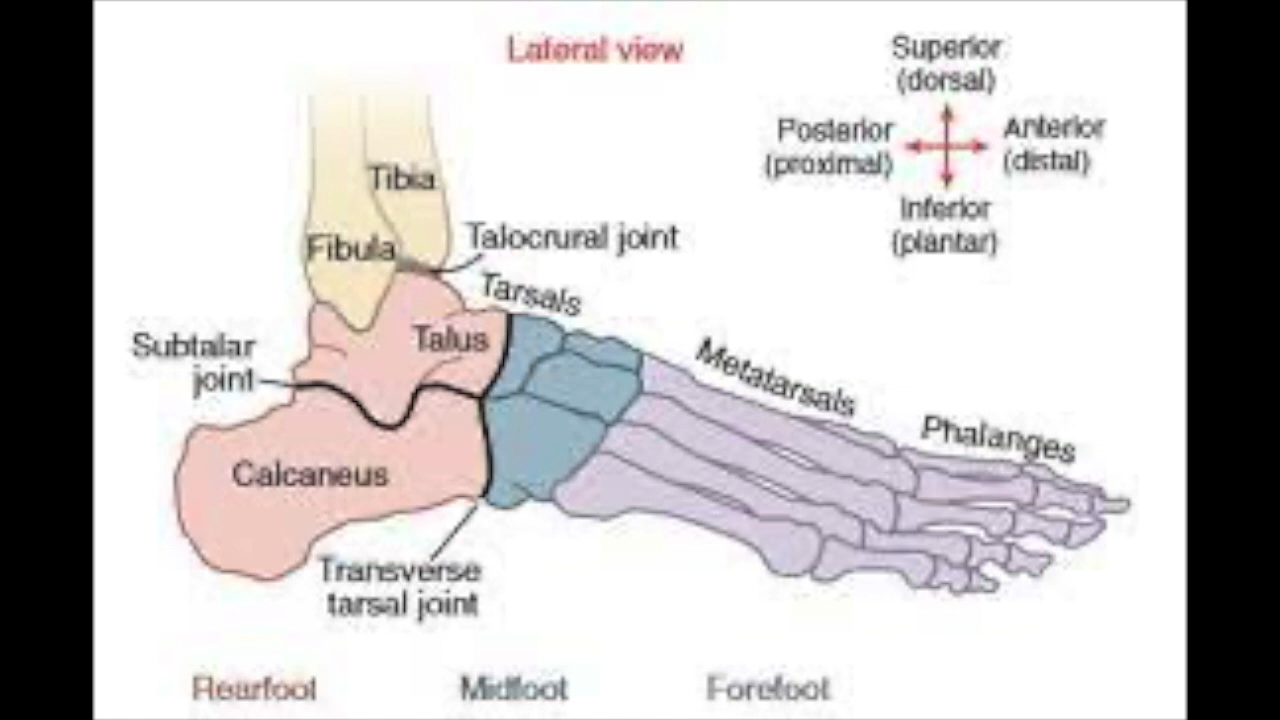 Lateral view
Superior
(dorsal)
Posterior
(proximal)
Anterior
(distal)
Inferior
(plantar)
Tibia
Fibula
Talocrural joint
Tarsals
Talus
Subtalar
joint
Metatarsals
Phalanges
Calcaneus
Transverse
tarsal joint
Rearfoot
Midfoot
Forefoot